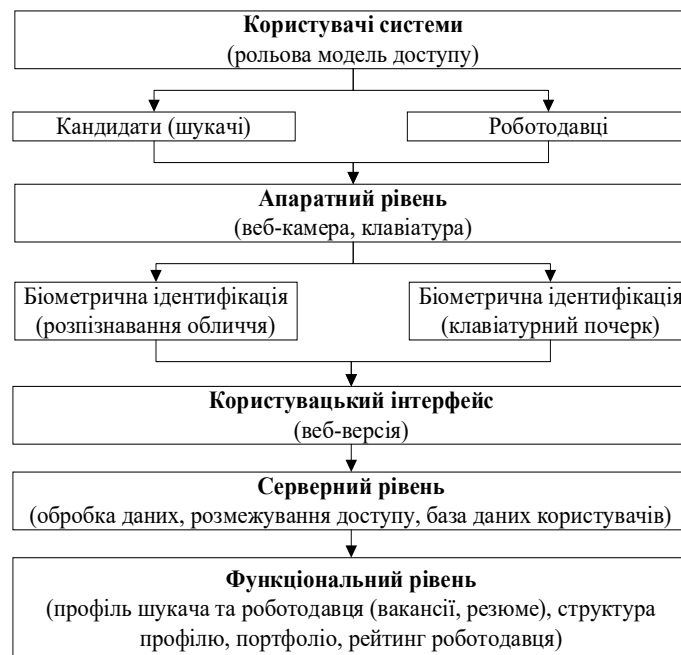 Користувачі системи
(рольова модель доступу)
Кандидати (шукачі)
Роботодавці
Апаратний рівень
(веб-камера, клавіатура)
Біометрична ідентифікація
(розпізнавання обличчя)
Біометрична ідентифікація
(клавіатурний почерк)
Користувацький інтерфейс
(веб-версія)
Серверний рівень
(обробка даних, розмежування доступу, база даних користувачів)
Функціональний рівень
(профіль шукача та роботодавця (вакансії, резюме), структура
профілю, портфоліо, рейтинг роботодавця)